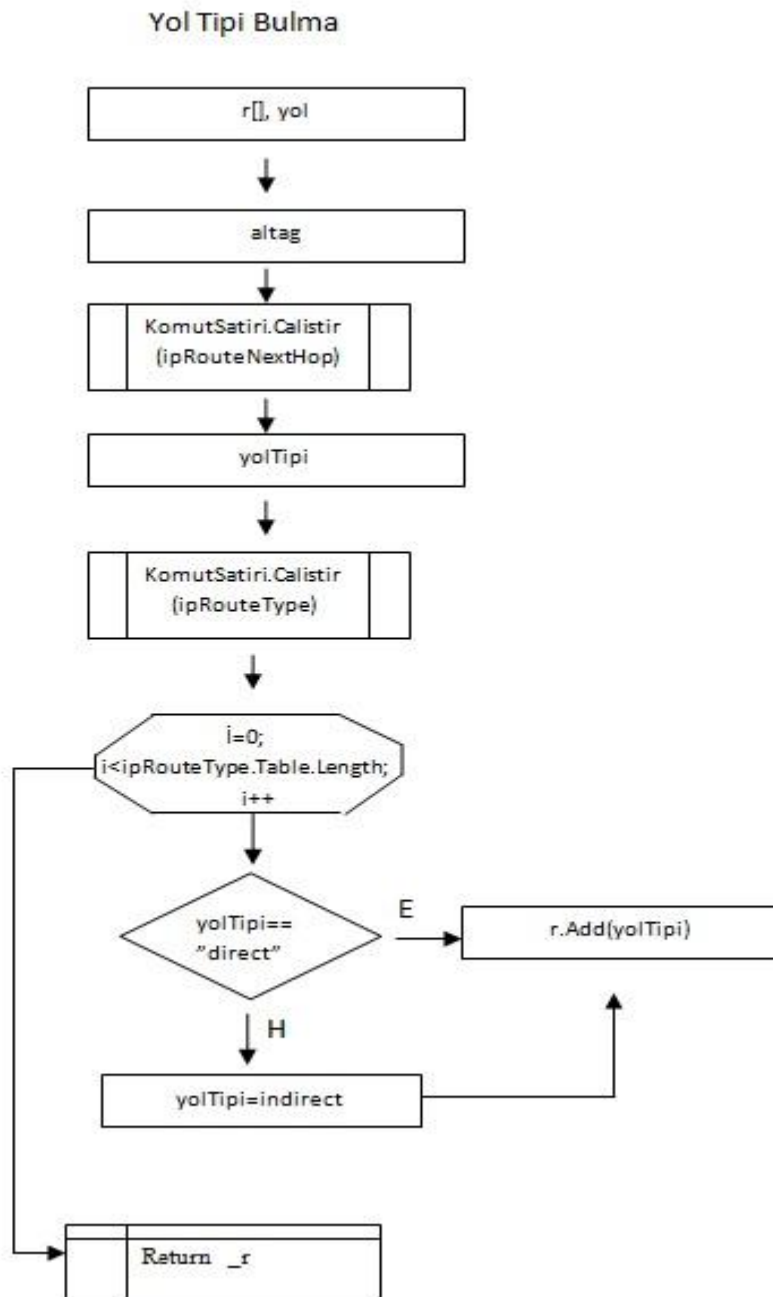 Yol Tipi Bulma
r[], yol
altag
KomutSatiri.Calistir
(ipRouteNextHop)
yolTipi
KomutSatiri.Calistir
(ipRouteType)
İ=0;
i<ipRouteType.Table.Length;
i++
yolTipi==
"direct"
E
r.Add(yolTipi)
H
yolTipi=indirect
Return _r